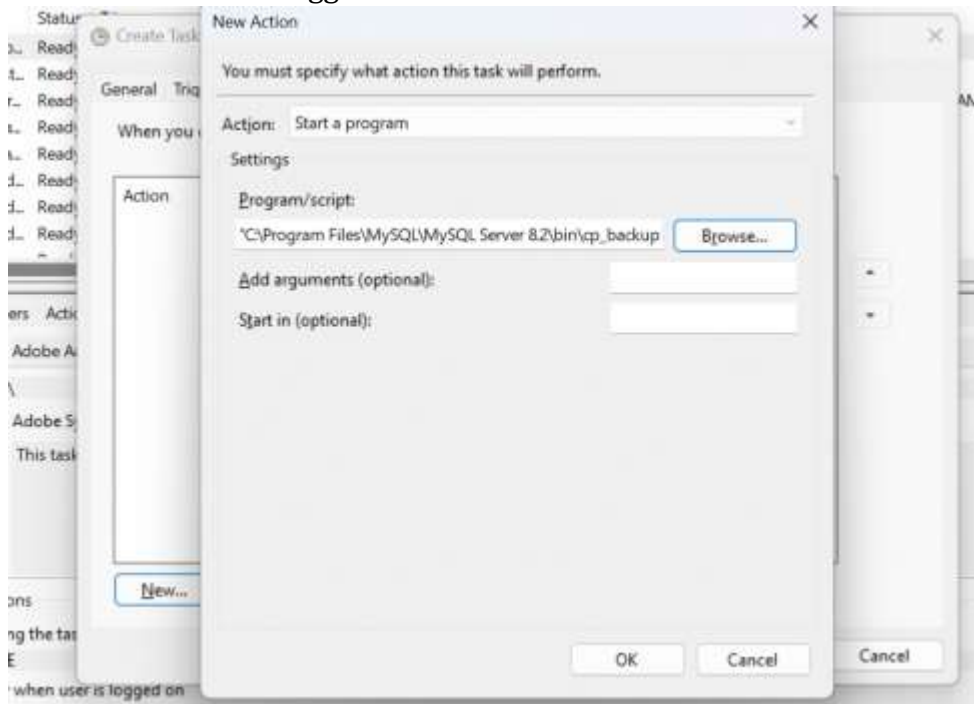 gg
Status
New Action
Create Task
Ready
You must specify what action this task will perform.
Ready
General Trig
Ready
Ready
When you
Action: Start a program
Ready
Settings
Ready
Action
Program/script:
Ready
Ready
"C:\Program Files\MySQL\MySQL Server 8.2\bin\cp_backup
Browse...
Add arguments (optional):
Start in (optional):
ers Actio
Adobe A
\
Adobe S
This task
New...
ons
ng the tas
OK
Cancel
Cancel
E
when user is logged on